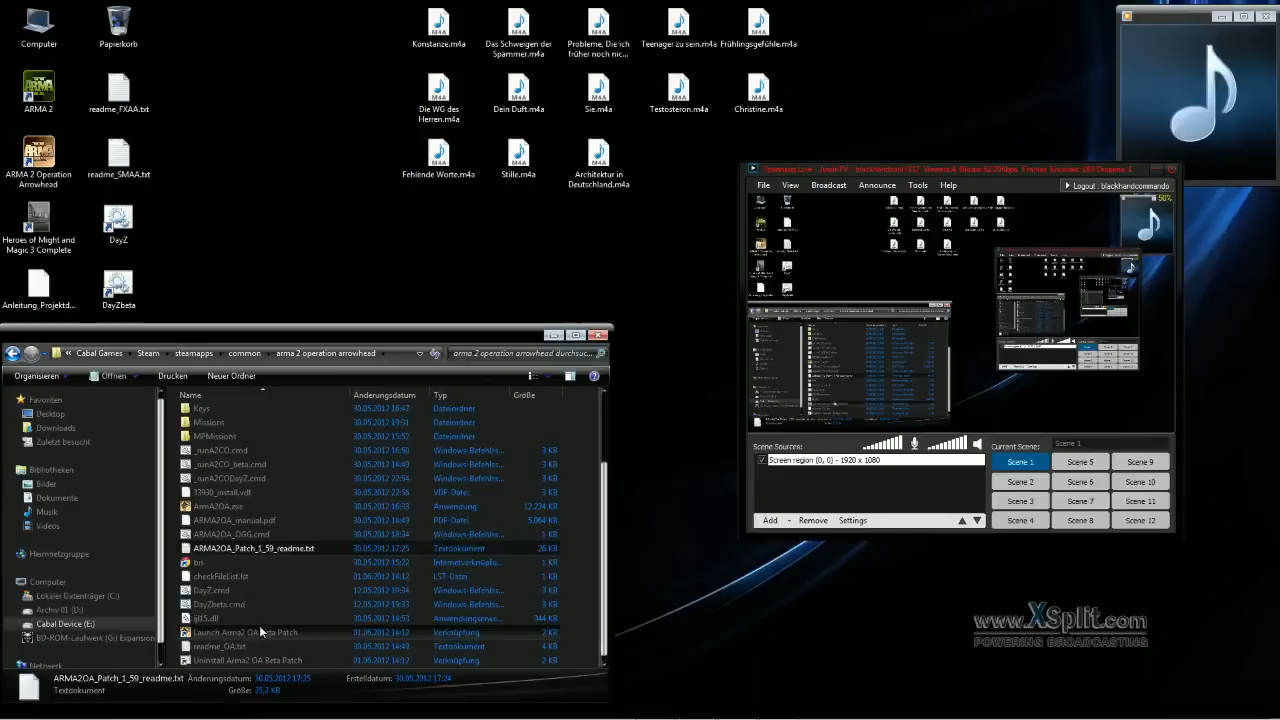 Computer
Papierkorb
Konstanze.m4a
Das Schweigen der
Spammer.m4a
Probleme, Die ich
früher noch nic...
Teenager zu sein.m4a
Frühlingsgefühle.m4a
ARMA 2
readme_FXAA.txt
Die WG des
Herren.m4a
Dein Duft.m4a
Sie.m4a
Testosteron.m4a
Christine.m4a
ARMA 2 Operation
Arrowhead
readme_SMAA.txt
Fehlende Worte.m4a
Stille.m4a
Architektur in
Deutschland.m4a
Heroes of Might and
Magic 3 Complete
DayZ
Anleitung_Projektd...
DayZbeta
File View Broadcast Announce Tools Help
Logout : blackhandcommando
50%
Scene Sources:
Current Scene: Scene 1
Screen region (0, 0) - 1920 x 1080
Scene 1 Scene 5 Scene 9
Scene 2 Scene 6 Scene 10
Scene 3 Scene 7 Scene 11
Scene 4 Scene 8 Scene 12
Add Remove Settings
Cabal Games Steam steamapps common arma 2 operation arrowhead
arma 2 operation arrowhead durchsuc...
Organisieren Öffnen Drucken Neuer Ordner
Favoriten
Desktop
Downloads
Zuletzt besucht
Bibliotheken
Bilder
Dokumente
Musik
Videos
Heimnetzgruppe
Computer
Lokaler Datenträger (C:)
Archiv 01 (D:)
Cabal Device (E:)
BD-ROM-Laufwerk (G:) Expansion
Netzwerk
Name Änderungsdatum Typ Größe
Keys 30.05.2012 16:47 Dateiordner
Missions 30.05.2012 19:31 Dateiordner
MPMissions 30.05.2012 15:52 Dateiordner
_runA2CO.cmd 30.05.2012 16:49 Windows-Befehlss... 3 KB
_runA2CO_beta.cmd 30.05.2012 14:49 Windows-Befehlss... 3 KB
_runA2CODayZ.cmd 30.05.2012 22:54 Windows-Befehlss... 3 KB
33930_install.vdf 30.05.2012 22:56 VDF-Datei 3 KB
ArmA2OA.exe 30.05.2012 16:33 Anwendung 12.224 KB
ARMA2OA_manual.pdf 30.05.2012 14:49 PDF-Datei 5.064 KB
ARMA2OA_OGG.cmd 30.05.2012 16:33 Windows-Befehlss... 1 KB
ARMA2OA_Patch_1_59_readme.txt 30.05.2012 17:25 Textdokument 26 KB
bis 30.05.2012 15:22 Internetverknüpfu... 1 KB
checkFileList.lst 01.06.2012 14:12 LST-Datei 1 KB
DayZ.cmd 12.05.2012 19:34 Windows-Befehlss... 1 KB
DayZbeta.cmd 12.05.2012 19:33 Windows-Befehlss... 1 KB
ijl15.dll 30.05.2012 14:53 Anwendungserwe... 344 KB
Launch Arma2 OA Beta Patch 01.06.2012 14:12 Verknüpfung 2 KB
readme_OA.txt 30.05.2012 14:46 Textdokument 4 KB
Uninstall Arma2 OA Beta Patch 01.06.2012 14:12 Verknüpfung 2 KB
ARMA2OA_Patch_1_59_readme.txt Änderungsdatum: 30.05.2012 17:25 Erstelldatum: 30.05.2012 17:24
Textdokument Größe: 25,2 KB
www.XSplit.com
POWERING BROADCASTING